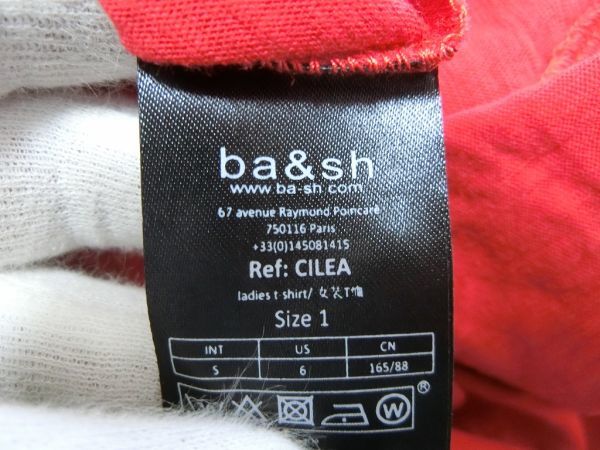 ba&sh
www.ba-sh.com
67 avenue Raymond Poincaré
750116 Paris
+33(0)145081415
Ref: CILEA
ladies t shirt/ 女装T恤
Size 1
INT US CN
S 6 165/88
W ®